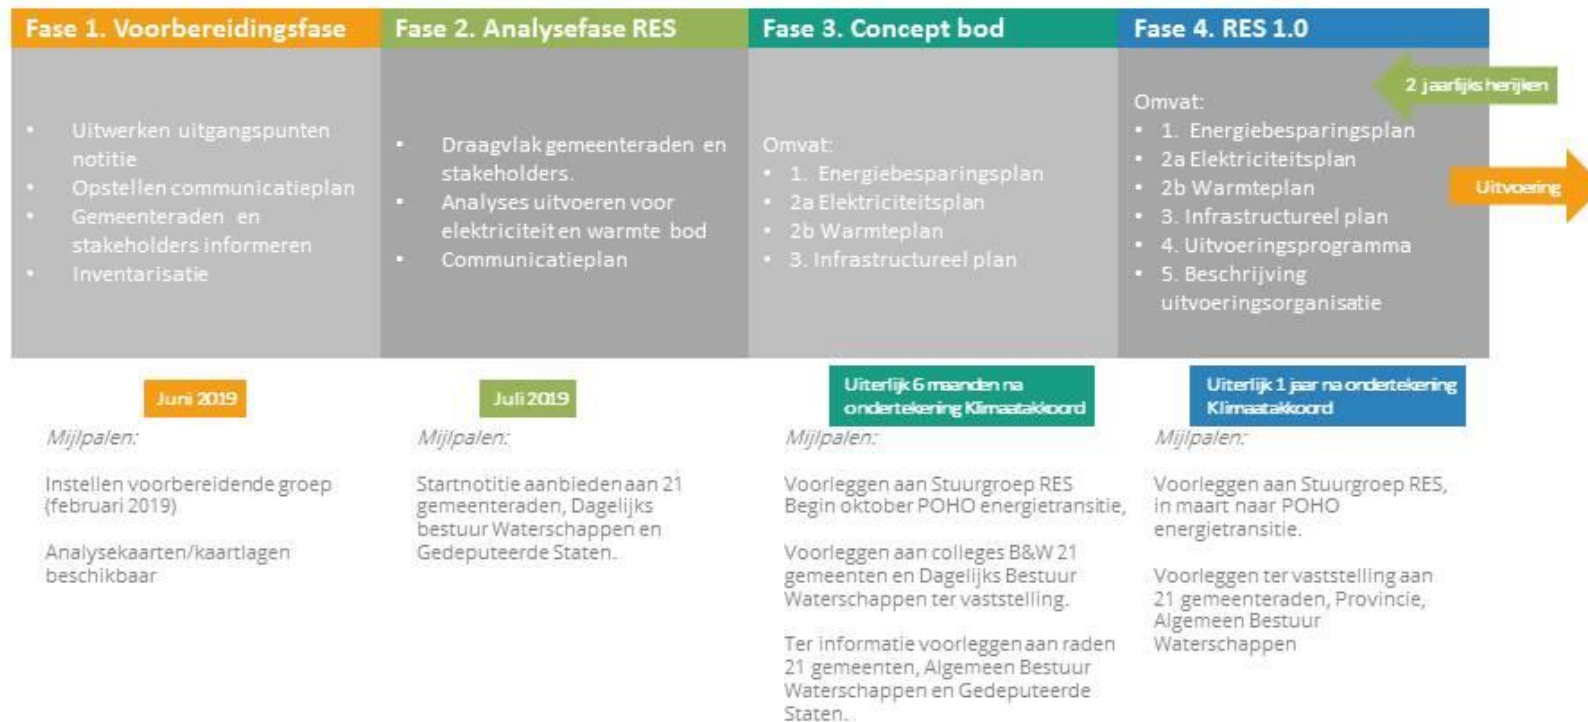 Fase 1. Voorbereidingsfase
• Uitwerken uitgangspunten
notitie
• Opstellen communicatieplan
• Gemeenteraden en
stakeholders informeren
• Inventarisatie
Juni 2019
Mijlpalen:
Instellen voorbereidende groep
(februari 2019)
Analysekaarten/kaartlagen
beschikbaar
Fase 2. Analysefase RES
• Draagvlak gemeenteraden en
stakeholders.
• Analyses uitvoeren voor
elektriciteit en warmte bod
• Communicatieplan
Juli 2019
Mijlpalen:
Startnotitie aanbieden aan 21
gemeenteraden, Dagelijks
bestuur Waterschappen en
Gedeputeerde Staten.
Fase 3. Concept bod
Omvat:
• 1. Energiebesparingsplan
• 2a Elektriciteitsplan
• 2b Warmteplan
• 3. Infrastructureel plan
Uiterlijk 6 maanden na
ondertekening Klimaatakkoord
Mijlpalen:
Voorleggen aan Stuurgroep RES
Begin oktober POHO energietransitie,
Voorleggen aan colleges B&W 21
gemeenten en Dagelijks Bestuur
Waterschappen ter vaststelling.
Ter informatie voorleggen aan raden
21 gemeenten, Algemeen Bestuur
Waterschappen en Gedeputeerde
Staten.
Fase 4. RES 1.0
Omvat:
• 1. Energiebesparingsplan
• 2a Elektriciteitsplan
• 2b Warmteplan
• 3. Infrastructureel plan
• 4. Uitvoeringsprogramma
• 5. Beschrijving
uitvoeringsorganisatie
2 jaarlijks herijken
Uitvoering
Uiterlijk 1 jaar na ondertekening
Klimaatakkoord
Mijlpalen:
Voorleggen aan Stuurgroep RES,
in maart naar POHO
energietransitie.
Voorleggen ter vaststelling aan
21 gemeenteraden, Provincie,
Algemeen Bestuur
Waterschappen